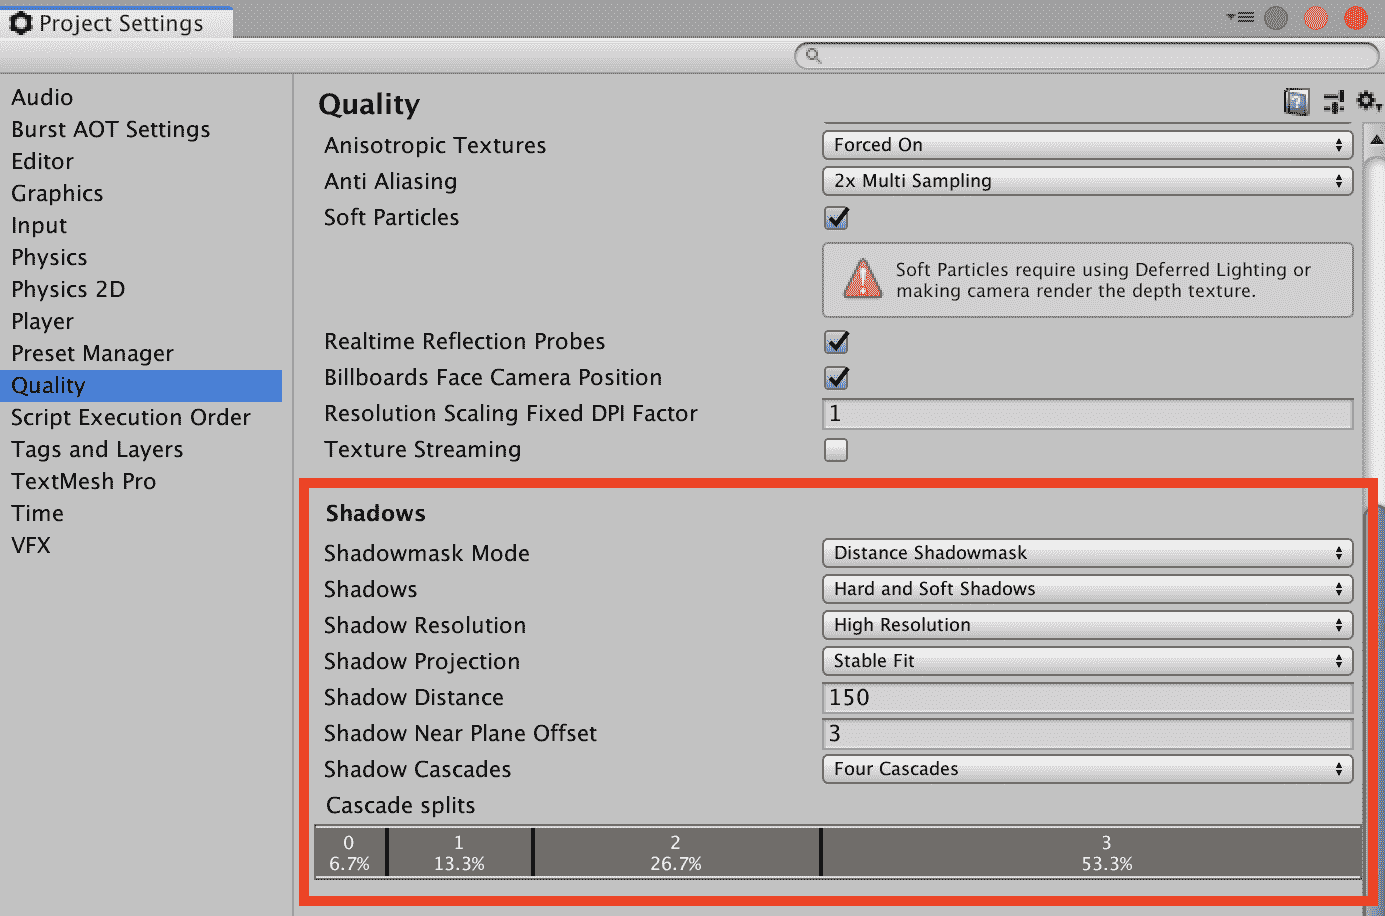 Project Settings
Audio
Burst AOT Settings
Editor
Graphics
Input
Physics
Physics 2D
Player
Preset Manager
Quality
Script Execution Order
Tags and Layers
TextMesh Pro
Time
VFX
Quality
Anisotropic Textures Forced On
Anti Aliasing 2x Multi Sampling
Soft Particles
Soft Particles require using Deferred Lighting or
making camera render the depth texture.
Realtime Reflection Probes
Billboards Face Camera Position
Resolution Scaling Fixed DPI Factor 1
Texture Streaming
Shadows
Shadowmask Mode Distance Shadowmask
Shadows Hard and Soft Shadows
Shadow Resolution High Resolution
Shadow Projection Stable Fit
Shadow Distance 150
Shadow Near Plane Offset 3
Shadow Cascades Four Cascades
Cascade splits
0 1 2 3
6.7% 13.3% 26.7% 53.3%